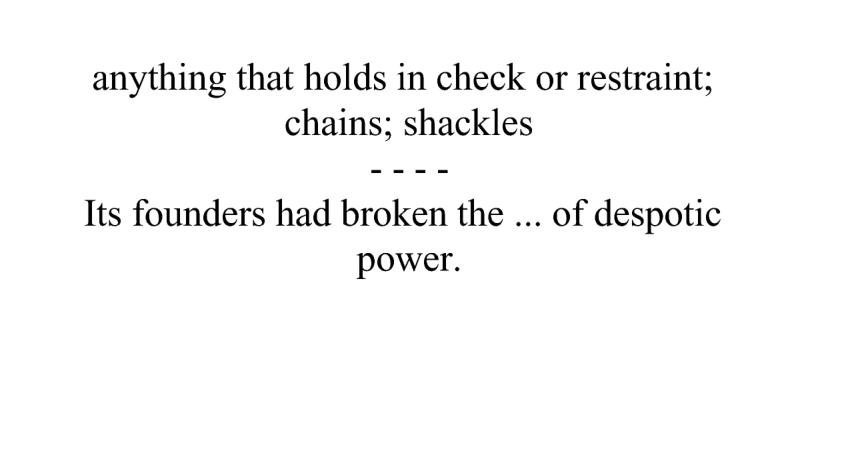 anything that holds in check or restraint;
chains; shackles
- - - -
Its founders had broken the ... of despotic
power.